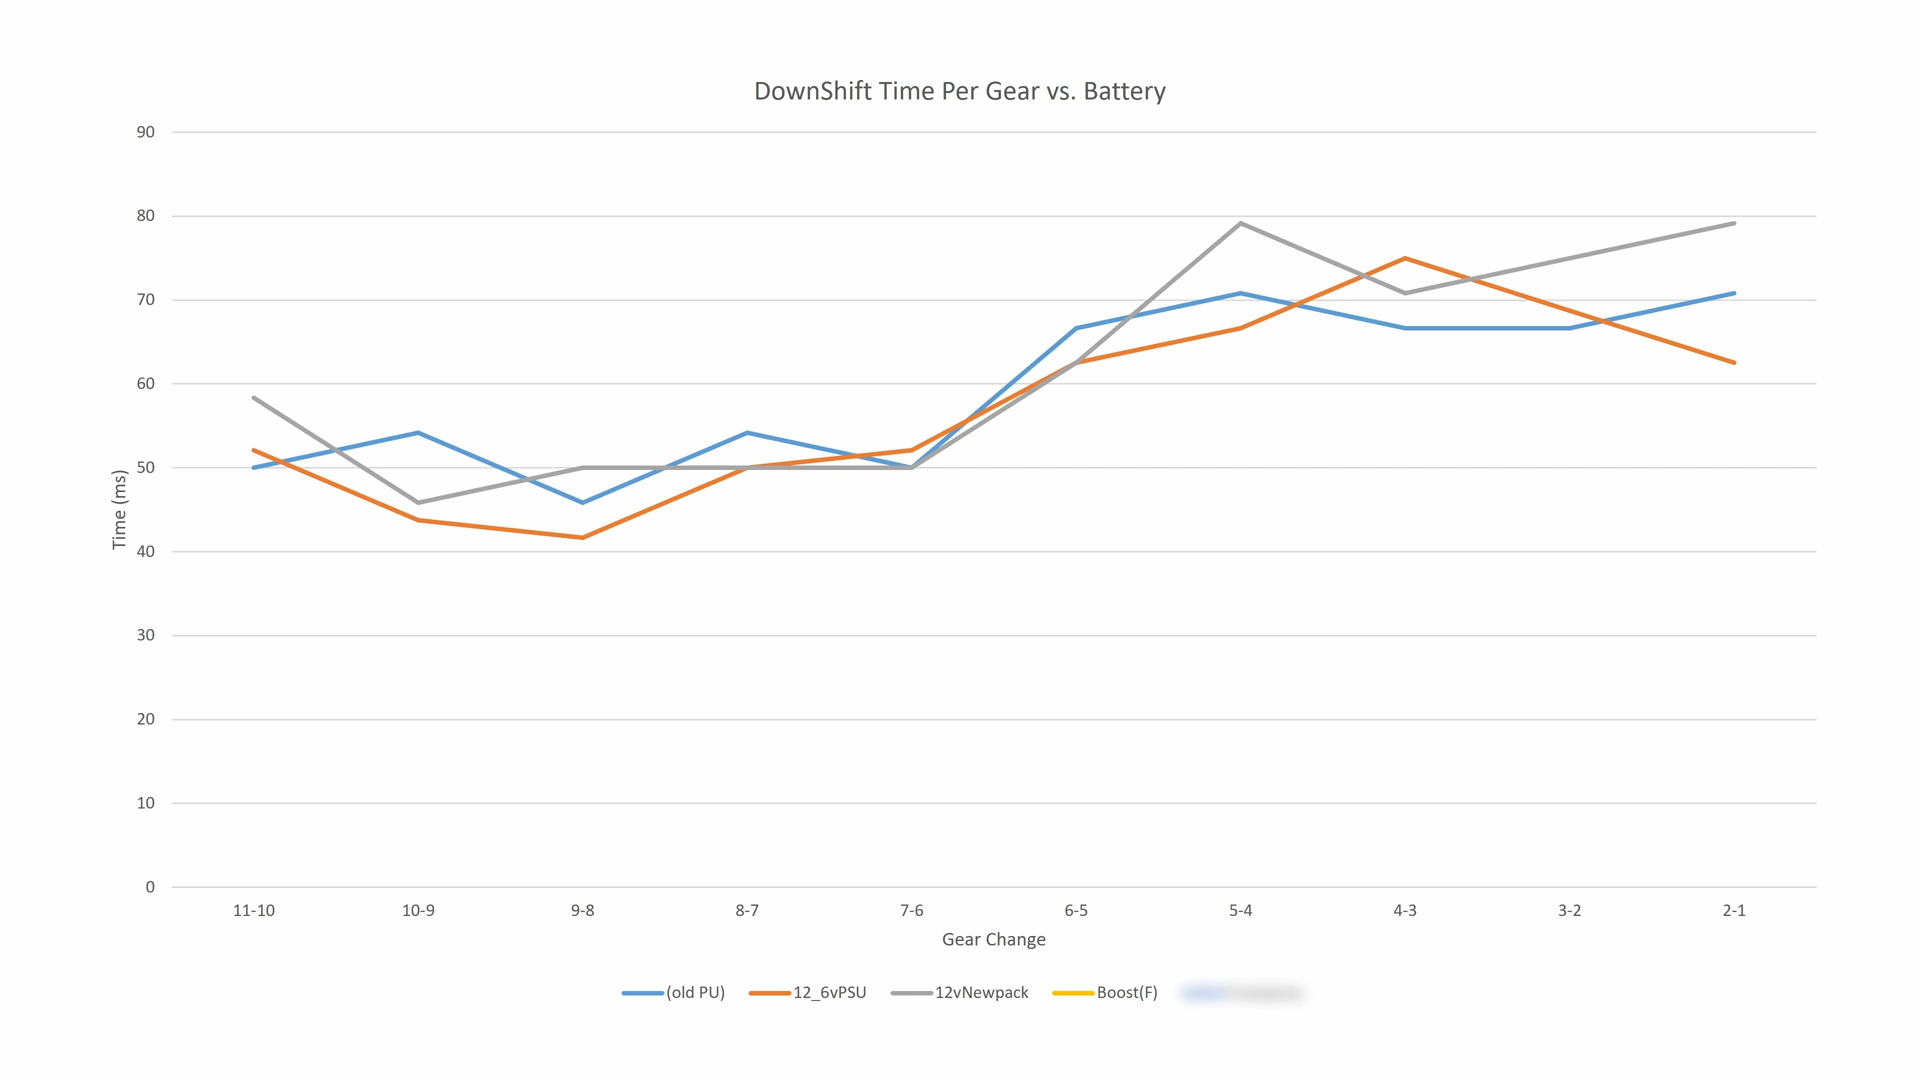 DownShift Time Per Gear vs. Battery
90
80
70
60
50
40
30
20
10
0
Time (ms)
11-10 10-9 9-8 8-7 7-6 6-5 5-4 4-3 3-2 2-1
Gear Change
(old PU) 12_6vPSU 12vNewpack Boost(F)